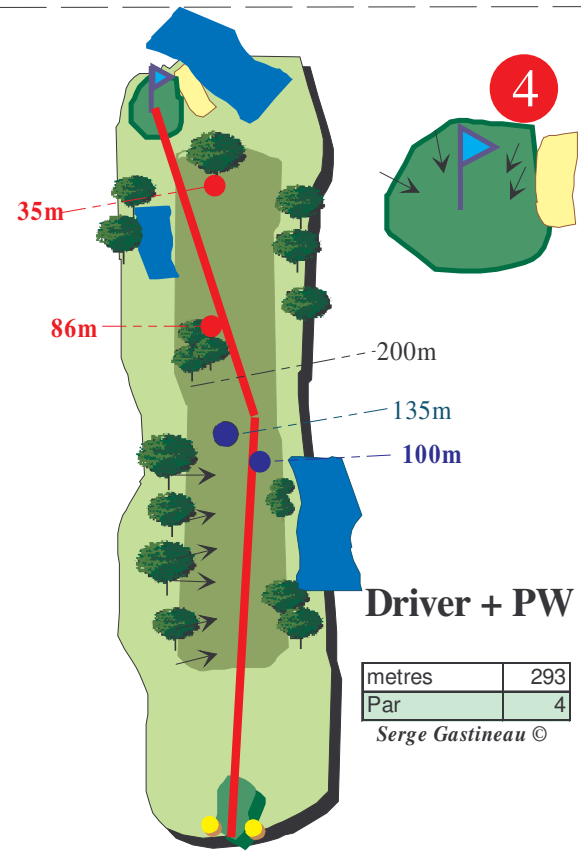 4
35m
86m
200m
135m
100m
Driver + PW
metres 293
Par 4
Serge Gastineau ©